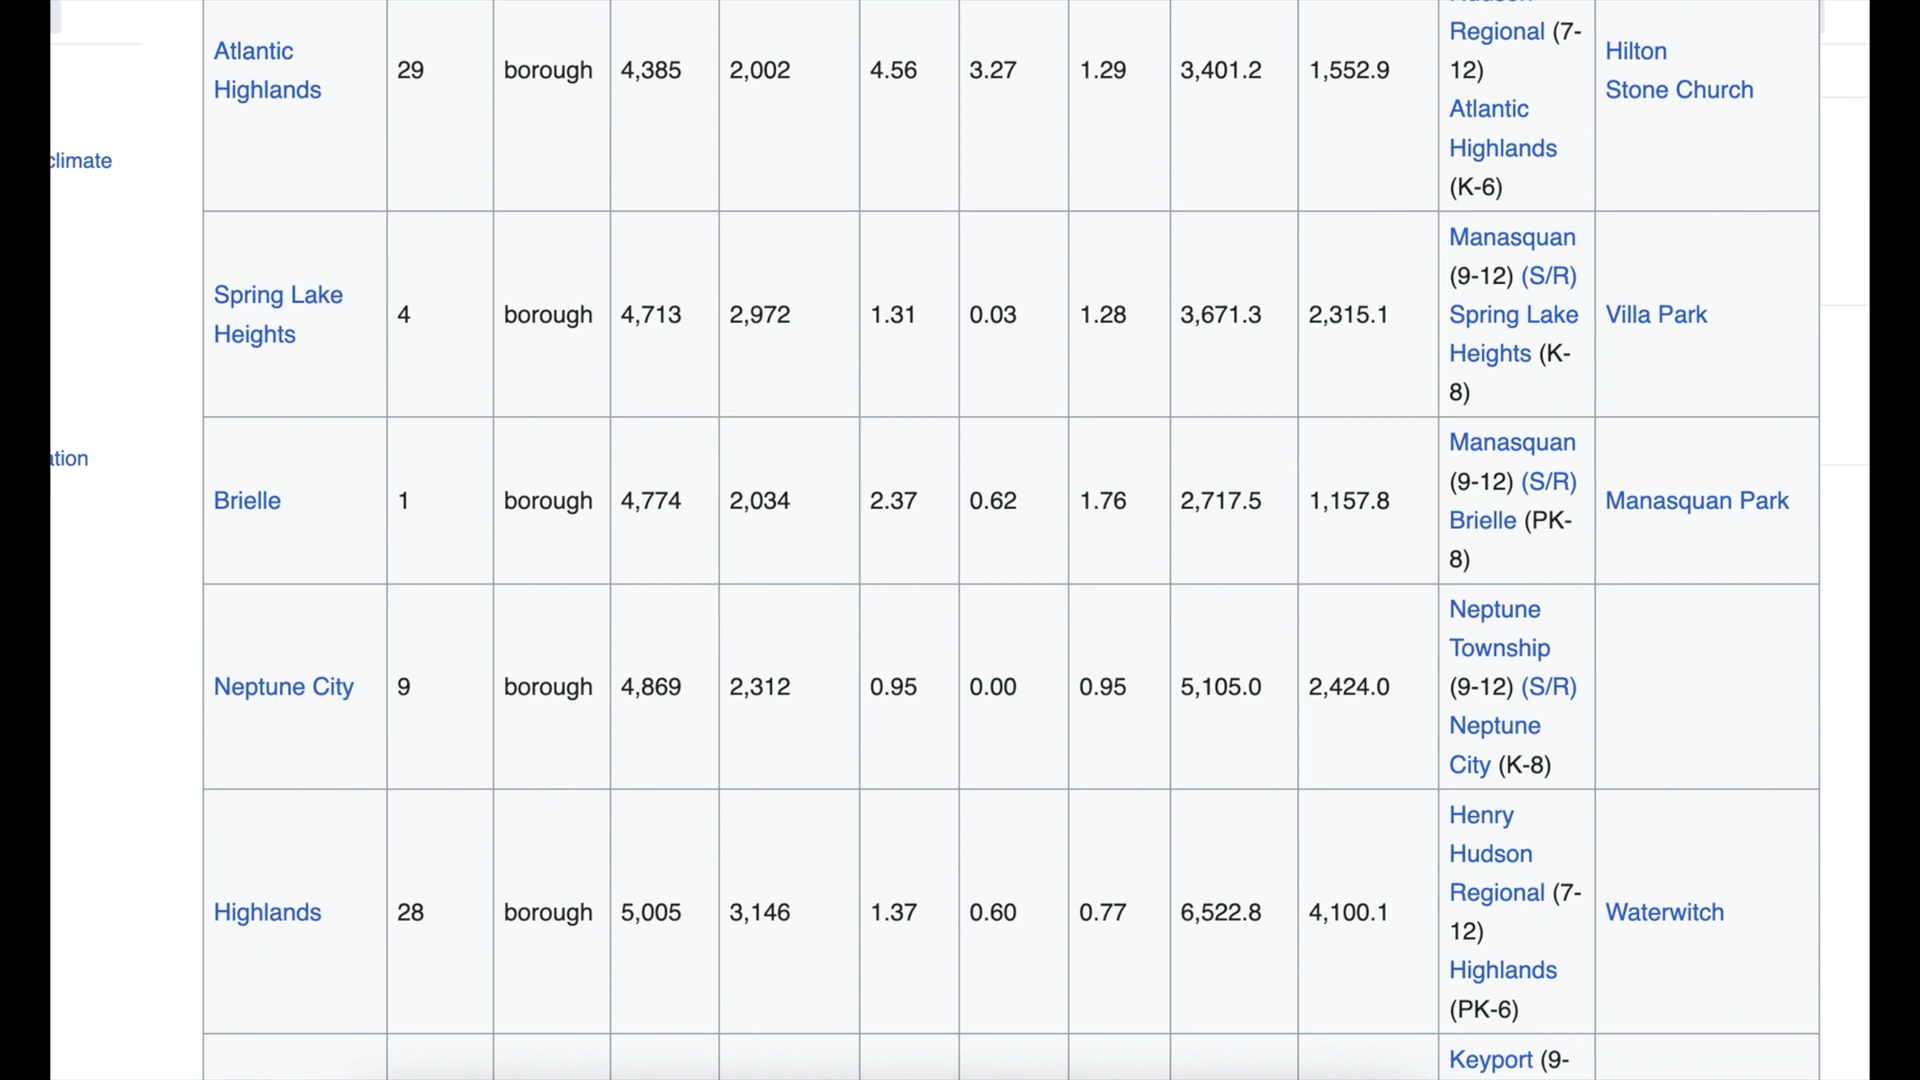 Hudson
Regional (7-
12)
Atlantic
Highlands
(K-6)
Atlantic
Highlands
29
borough
4,385
2,002
4.56
3.27
1.29
3,401.2
1,552.9
Hilton
Stone Church
climate
Spring Lake
Heights
4
borough
4,713
2,972
1.31
0.03
1.28
3,671.3
2,315.1
Manasquan
(9-12) (S/R)
Spring Lake
Heights (K-
8)
Villa Park
ation
Brielle
1
borough
4,774
2,034
2.37
0.62
1.76
2,717.5
1,157.8
Manasquan
(9-12) (S/R)
Brielle (PK-
8)
Manasquan Park
Neptune City
9
borough
4,869
2,312
0.95
0.00
0.95
5,105.0
2,424.0
Neptune
Township
(9-12) (S/R)
Neptune
City (K-8)
Highlands
28
borough
5,005
3,146
1.37
0.60
0.77
6,522.8
4,100.1
Henry
Hudson
Regional (7-
12)
Highlands
(PK-6)
Waterwitch
Keyport (9-